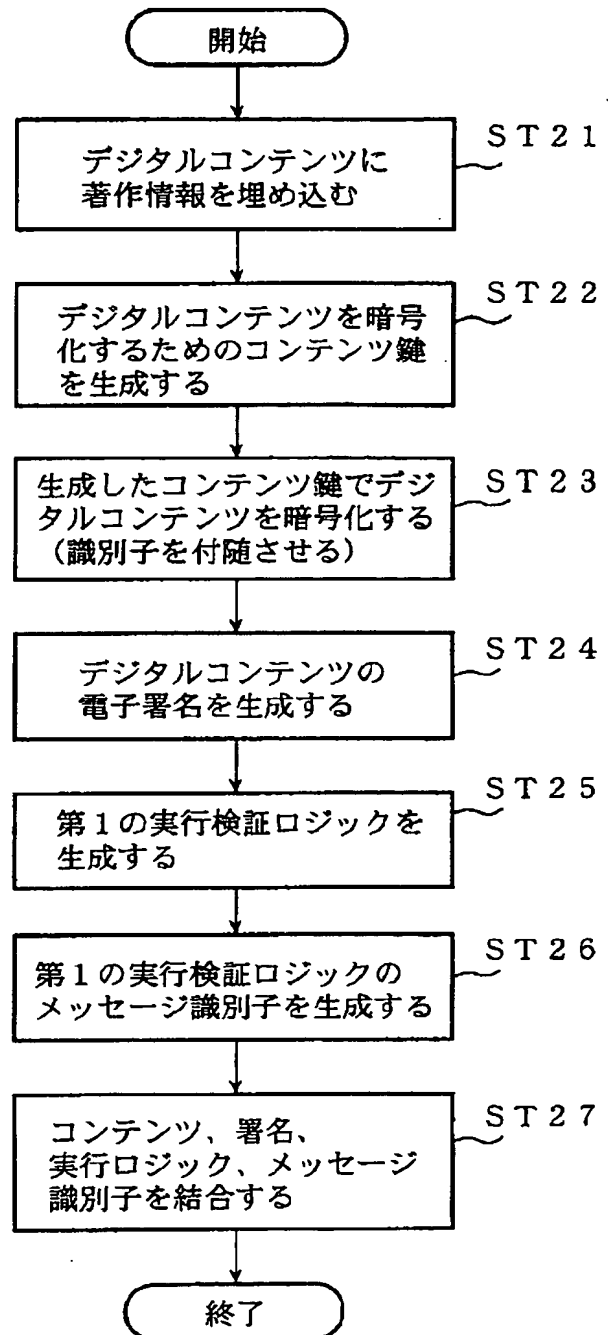 開始
ST21
デジタルコンテンツに
著作情報を埋め込む
ST22
デジタルコンテンツを暗号
化するためのコンテンツ鍵
を生成する
ST23
生成したコンテンツ鍵でデジ
タルコンテンツを暗号化する
(識別子を付随させる)
ST24
デジタルコンテンツの
電子署名を生成する
ST25
第1の実行検証ロジックを
生成する
ST26
第1の実行検証ロジックの
メッセージ識別子を生成する
ST27
コンテンツ、署名、
実行ロジック、メッセージ
識別子を結合する
終了